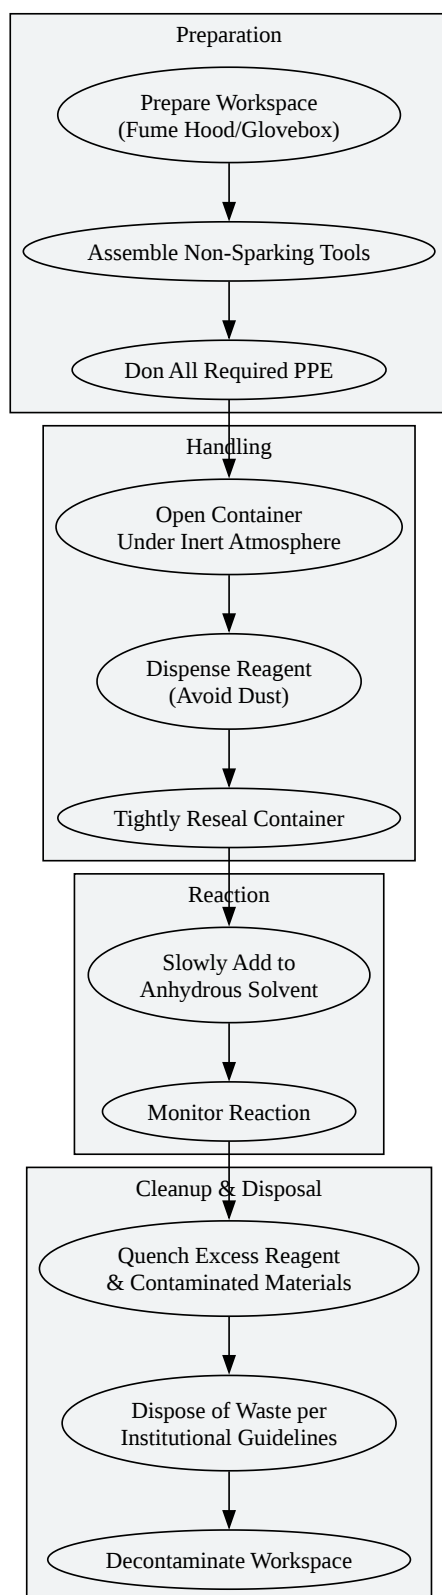 Preparation
Prepare Workspace
(Fume Hood/Glovebox)
Assemble Non-Sparking Tools
Don All Required PPE
Handling
Open Container
Under Inert Atmosphere
Dispense Reagent
(Avoid Dust)
Tightly Reseal Container
Reaction
Slowly Add to
Anhydrous Solvent
Monitor Reaction
Cleanup & Disposal
Quench Excess Reagent
& Contaminated Materials
Dispose of Waste per
Institutional Guidelines
Decontaminate Workspace